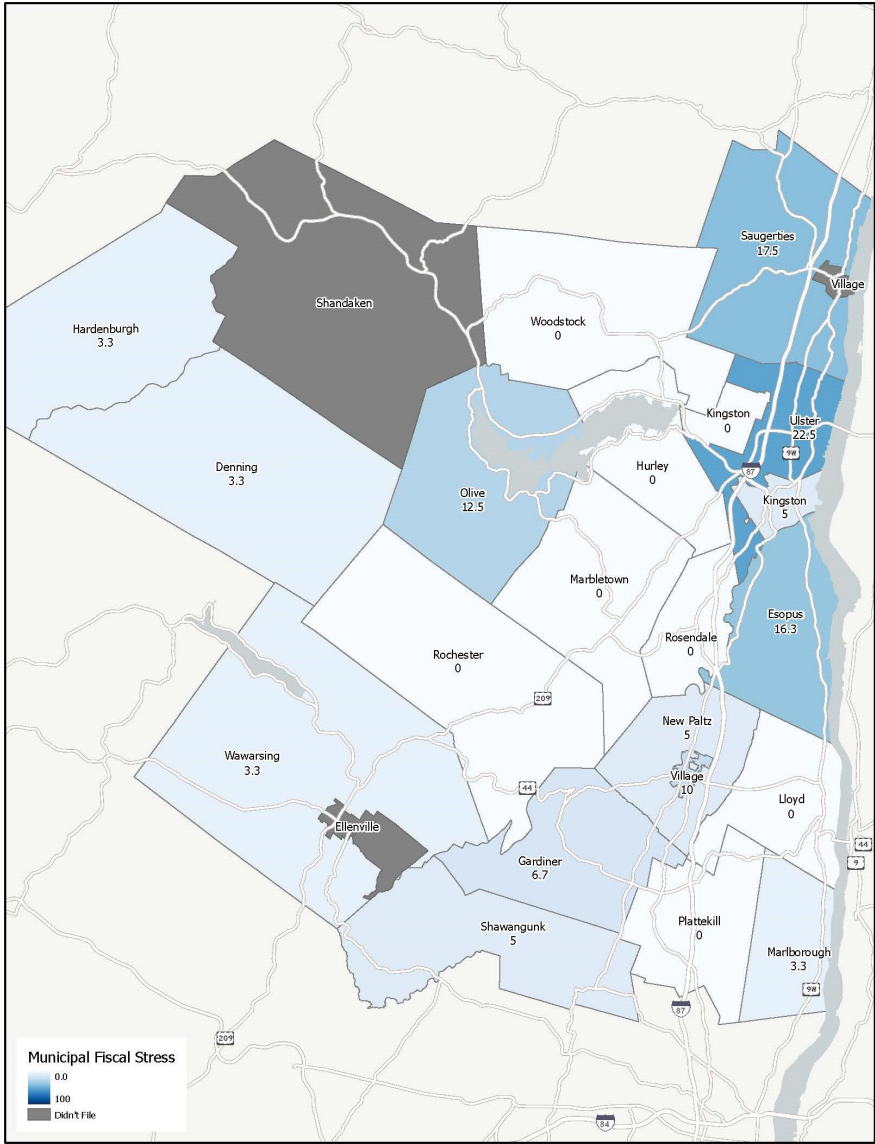 Saugerties
17.5
Village
Shandaken
Hardenburgh
3.3
Woodstock
0
Kingston
0
Ulster
22.5
9W
87
Denning
3.3
Hurley
0
Olive
12.5
Kingston
5
Marbletown
0
Esopus
16.3
Rosendale
0
Rochester
0
209
New Paltz
5
Wawarsing
3.3
Village
10
44
Lloyd
0
Ellenville
44
9
Gardiner
6.7
Shawangunk
5
Plattekill
0
Marlborough
3.3
9W
87
209
Municipal Fiscal Stress
0.0
100
Didn't File
84